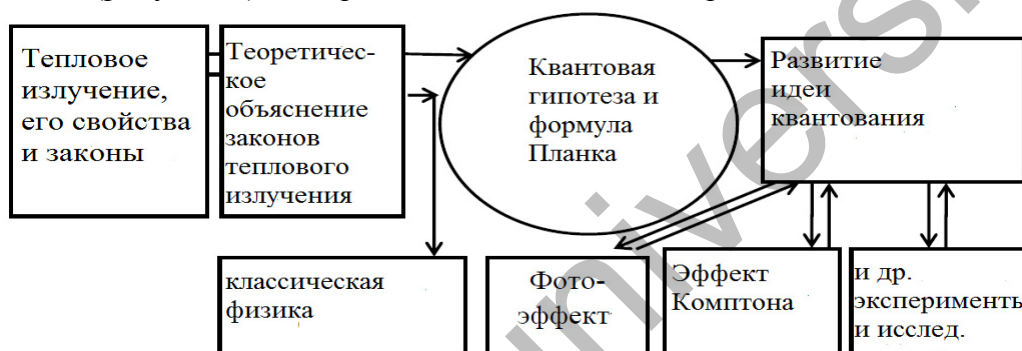 Тепловое
излучение,
его свойства
и законы
Теоретичес-
кое
объяснение
законов
теплового
излучения
Квантовая
гипотеза и
формула
Планка
Развитие
идеи
квантования
классическая
физика
Фото-
эффект
Эффект
Комптона
и др.
эксперименты
и исслед.